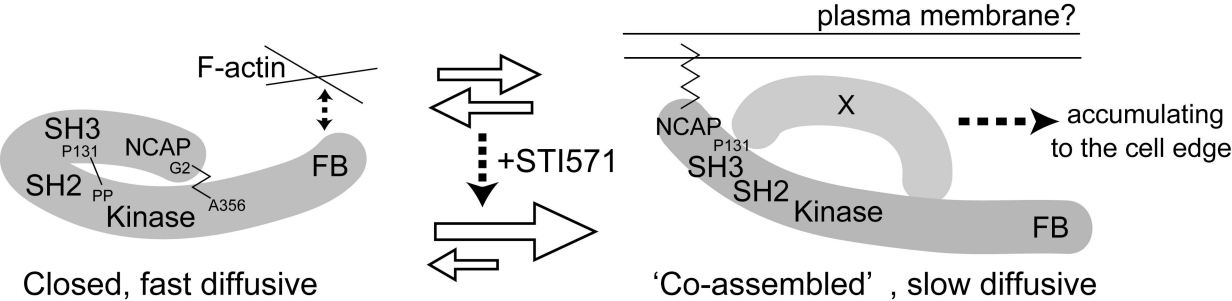 plasma membrane?
F-actin
SH3
P131
NCAP
G2
SH2
PP
Kinase
A356
FB
Closed, fast diffusive
+STI571
NCAP
P131
SH3
SH2
Kinase
FB
X
accumulating
to the cell edge
‘Co-assembled’ , slow diffusive